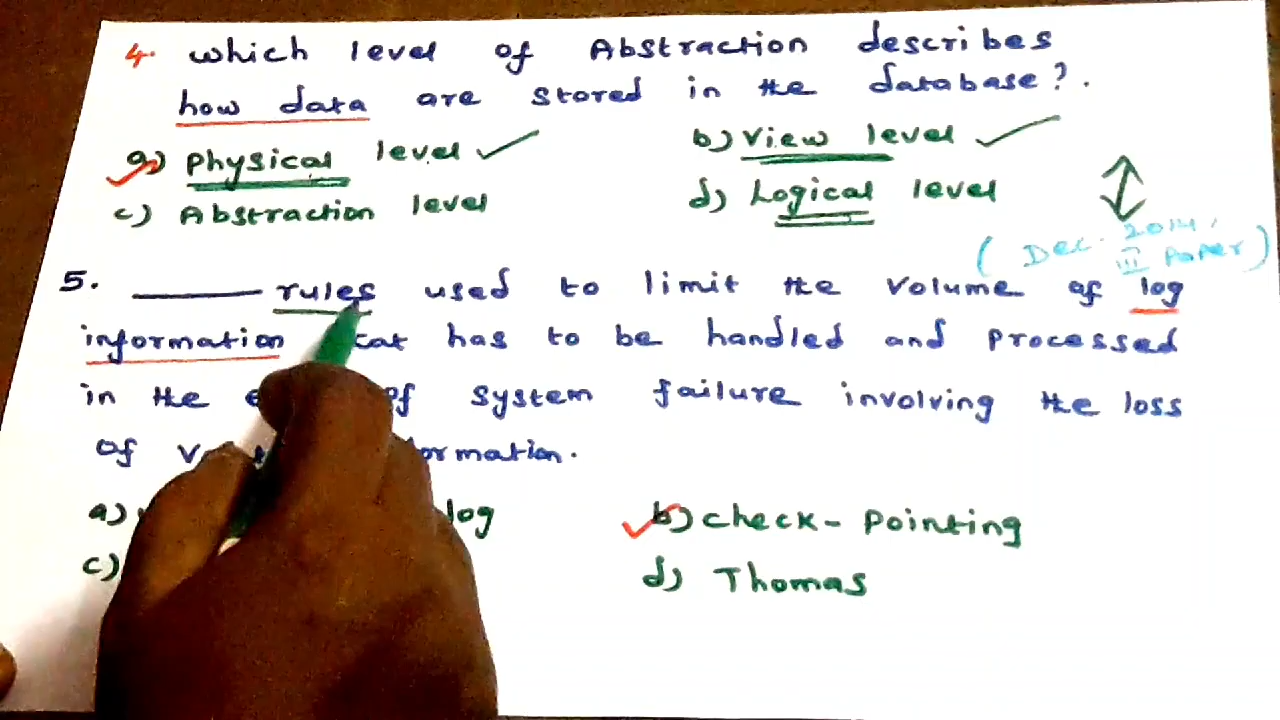 4. which level of Abstraction describes
how data are stored in the database?.
a) Physical level
b) View level
c) Abstraction level
d) Logical level
(Dec. 2014, III Paper)
5. ______ rules used to limit the volume of log
information has to be handled and processed
in the of system failure involving the loss
of
a) log
b) check-pointing
c)
d) Thomas